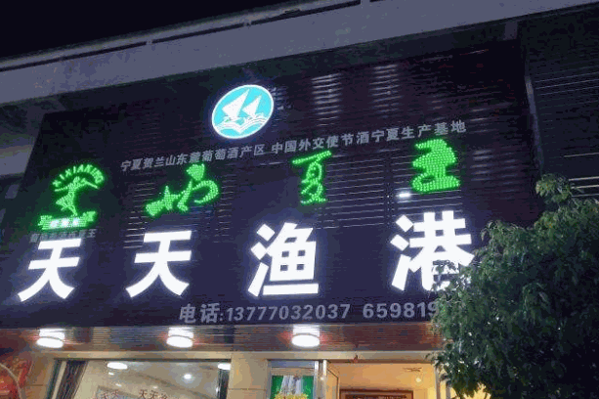 宁夏贺兰山东麓葡萄酒产区 中国外交使节酒宁夏生产基地
XIXIAKING
夏
王
天天渔港
电话:13777032037 659819